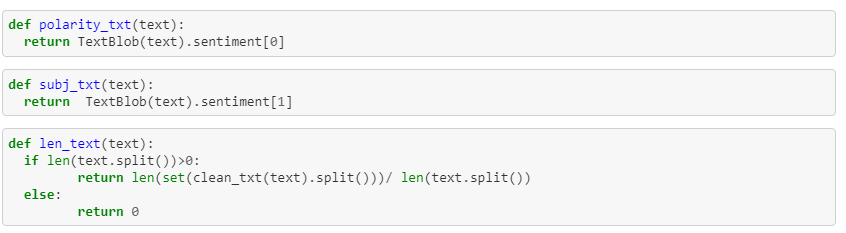 def polarity_txt(text):
  return TextBlob(text).sentiment[0]
def subj_txt(text):
  return  TextBlob(text).sentiment[1]
def len_text(text):
  if len(text.split())>0:
         return len(set(clean_txt(text).split()))/ len(text.split())
  else:
         return 0